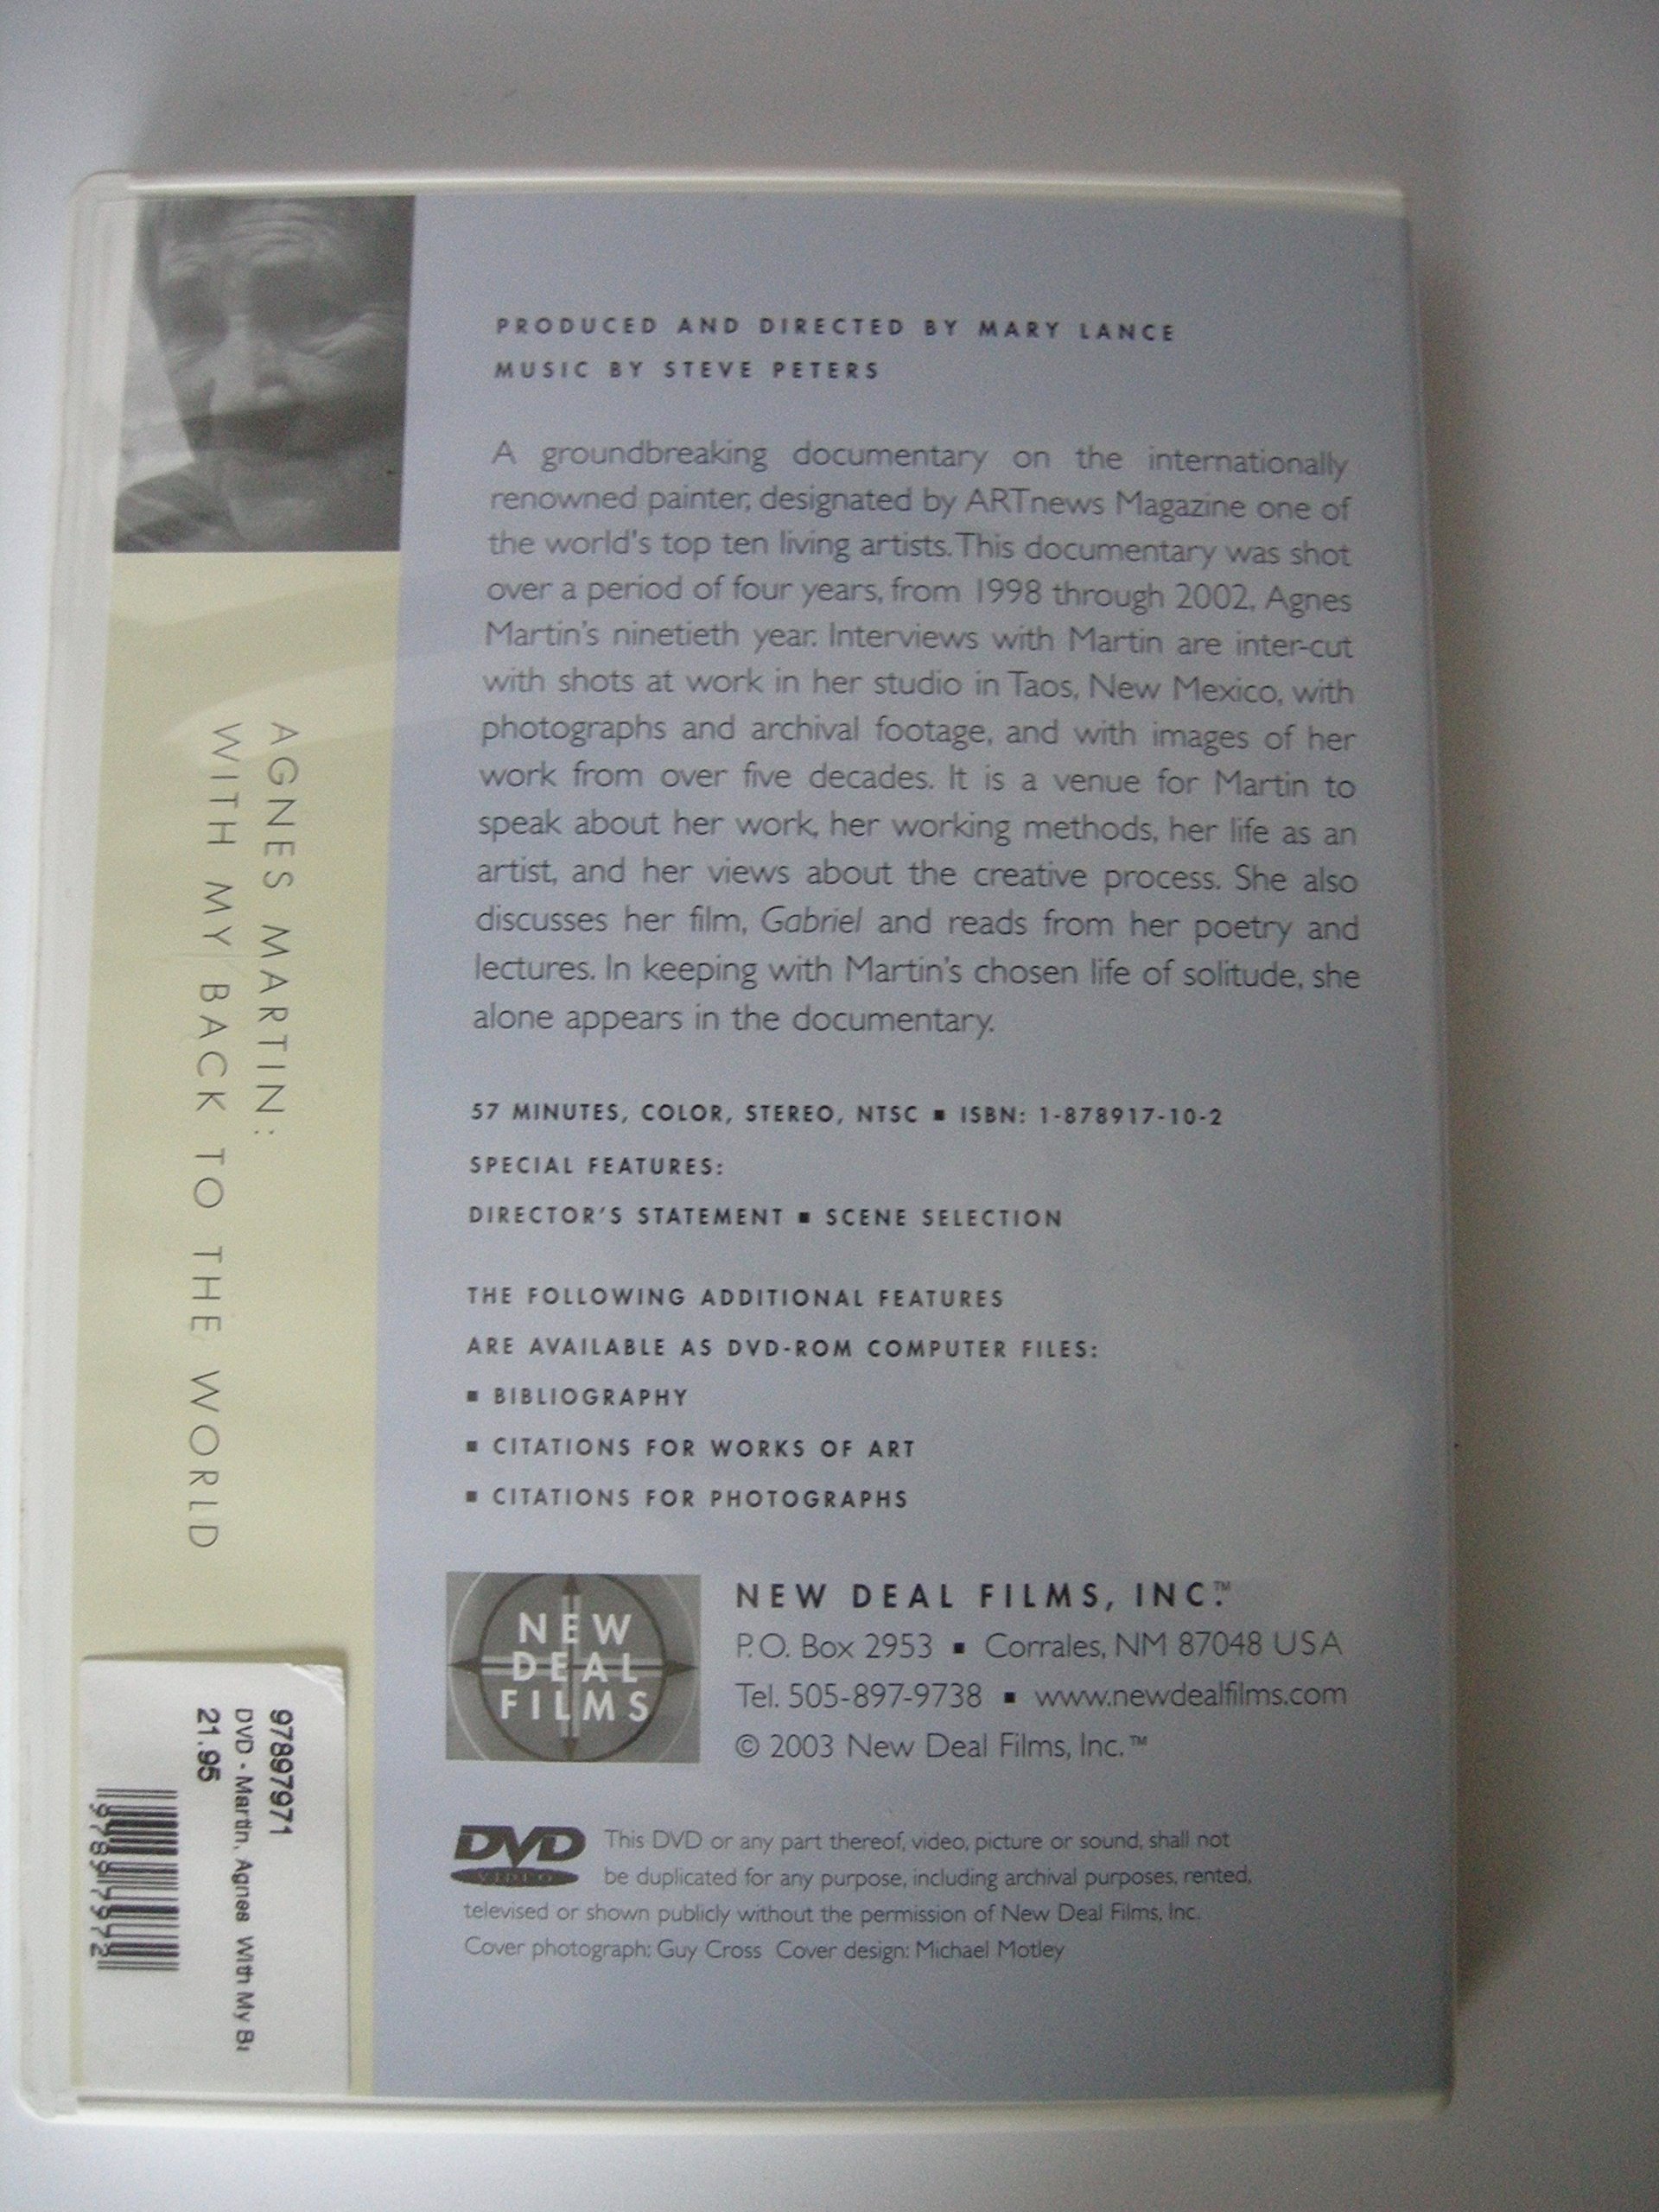 PRODUCED AND DIRECTED BY MARY LANCE
MUSIC BY STEVE PETERS
A groundbreaking documentary on the internationally
renowned painter, designated by ARTnews Magazine one of
the world's top ten living artists. This documentary was shot
over a period of four years, from 1998 through 2002, Agnes
Martin's ninetieth year. Interviews with Martin are inter-cut
with shots at work in her studio in Taos, New Mexico, with
photographs and archival footage, and with images of her
work from over five decades. It is a venue for Martin to
speak about her work, her working methods, her life as an
artist, and her views about the creative process. She also
discusses her film, Gabriel and reads from her poetry and
lectures. In keeping with Martin's chosen life of solitude, she
alone appears in the documentary.
57 MINUTES, COLOR, STEREO, NTSC ▪ ISBN: 1-878917-10-2
SPECIAL FEATURES:
DIRECTOR'S STATEMENT ▪ SCENE SELECTION
THE FOLLOWING ADDITIONAL FEATURES
ARE AVAILABLE AS DVD-ROM COMPUTER FILES:
▪ BIBLIOGRAPHY
▪ CITATIONS FOR WORKS OF ART
▪ CITATIONS FOR PHOTOGRAPHS
NEW
DEAL
FILMS
NEW DEAL FILMS, INC.™
P.O. Box 2953 ▪ Corrales, NM 87048 USA
Tel. 505-897-9738 ▪ www.newdealfilms.com
© 2003 New Deal Films, Inc.™
DVD
VIDEO
This DVD or any part thereof, video, picture or sound, shall not
be duplicated for any purpose, including archival purposes, rented,
televised or shown publicly without the permission of New Deal Films, Inc.
Cover photograph: Guy Cross Cover design: Michael Motley
AGNES MARTIN:
WITH MY BACK TO THE WORLD
97897971
DVD - Martin, Agnes With My Ba
21.95